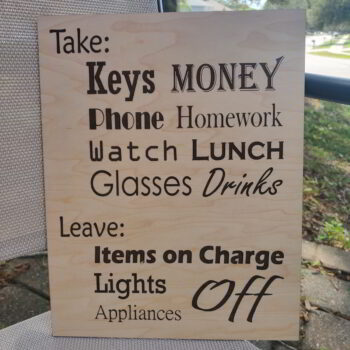 Take:
Keys MONEY
Phone Homework
Watch LUNCH
Glasses Drinks
Leave:
Items on Charge
Lights Off
Appliances